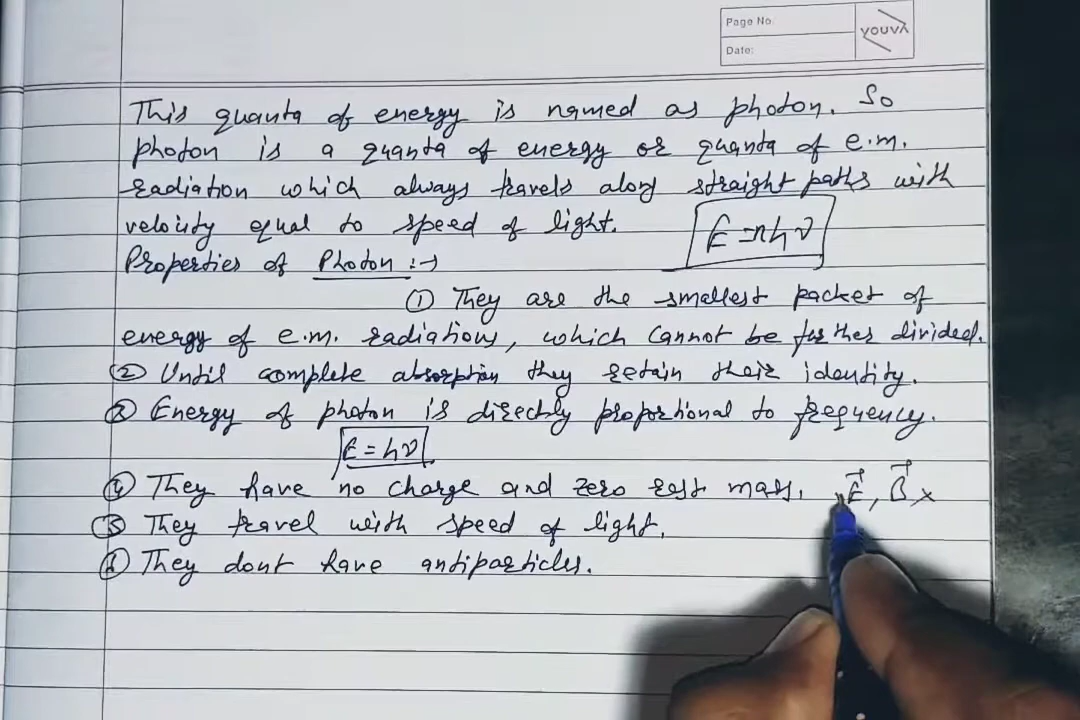 Page No.
Date:
YOUVA
This quanta of energy is named as photon. So
photon is a quanta of energy or quanta of e.m.
radiation which always travels along straight paths with
velocity equal to speed of light.
E=nhν
Properties of Photon :→
① They are the smallest packet of
energy of e.m. radiations, which cannot be further divided.
② Until complete absorption they retain their identity.
③ Energy of photon is directly proportional to frequency.
E = hν
④ They have no charge and zero rest mass. E⃗, B⃗ ×
⑤ They travel with speed of light.
⑥ They dont have antiparticles.